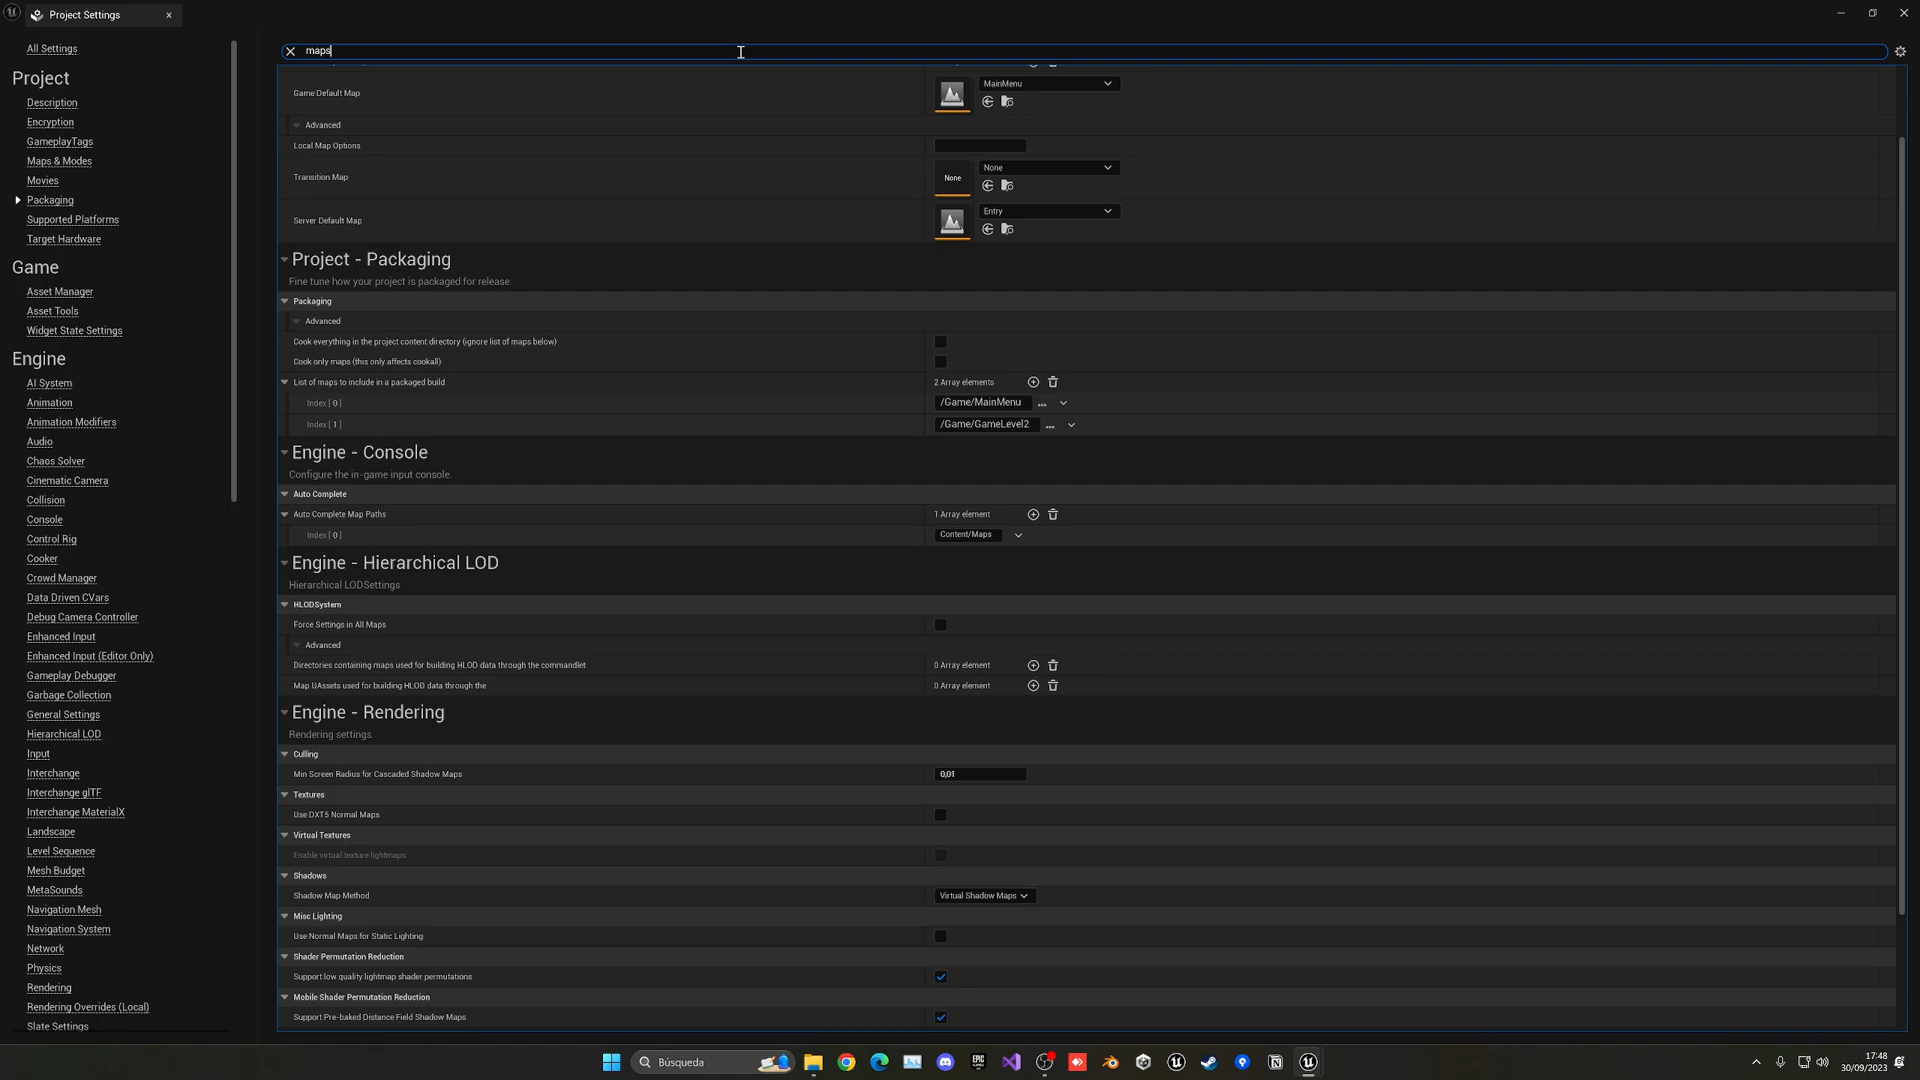 Project Settings
All Settings
Project
Description
Encryption
GameplayTags
Maps & Modes
Movies
Packaging
Supported Platforms
Target Hardware
Game
Asset Manager
Asset Tools
Widget State Settings
Engine
AI System
Animation
Animation Modifiers
Audio
Chaos Solver
Cinematic Camera
Collision
Console
Control Rig
Cooker
Crowd Manager
Data Driven CVars
Debug Camera Controller
Enhanced Input
Enhanced Input (Editor Only)
Gameplay Debugger
Garbage Collection
General Settings
Hierarchical LOD
Input
Interchange
Interchange glTF
Interchange MaterialX
Landscape
Level Sequence
Mesh Budget
MetaSounds
Navigation Mesh
Navigation System
Network
Physics
Rendering
Rendering Overrides (Local)
Slate Settings
maps
Game Default Map
MainMenu
Advanced
Local Map Options
Transition Map
None
None
Server Default Map
Entry
Project - Packaging
Fine tune how your project is packaged for release.
Packaging
Advanced
Cook everything in the project content directory (ignore list of maps below)
Cook only maps (this only affects cookall)
List of maps to include in a packaged build
2 Array elements
Index [ 0 ]
/Game/MainMenu
...
Index [ 1 ]
/Game/GameLevel2
...
Engine - Console
Configure the in-game input console.
Auto Complete
Auto Complete Map Paths
1 Array element
Index [ 0 ]
Content/Maps
Engine - Hierarchical LOD
Hierarchical LODSettings
HLODSystem
Force Settings in All Maps
Advanced
Directories containing maps used for building HLOD data through the commandlet
0 Array element
Map UAssets used for building HLOD data through the
0 Array element
Engine - Rendering
Rendering settings.
Culling
Min Screen Radius for Cascaded Shadow Maps
0,01
Textures
Use DXT5 Normal Maps
Virtual Textures
Enable virtual texture lightmaps
Shadows
Shadow Map Method
Virtual Shadow Maps
Misc Lighting
Use Normal Maps for Static Lighting
Shader Permutation Reduction
Support low quality lightmap shader permutations
Mobile Shader Permutation Reduction
Support Pre-baked Distance Field Shadow Maps
Búsqueda
EPIC
GAMES
17:48
30/09/2023